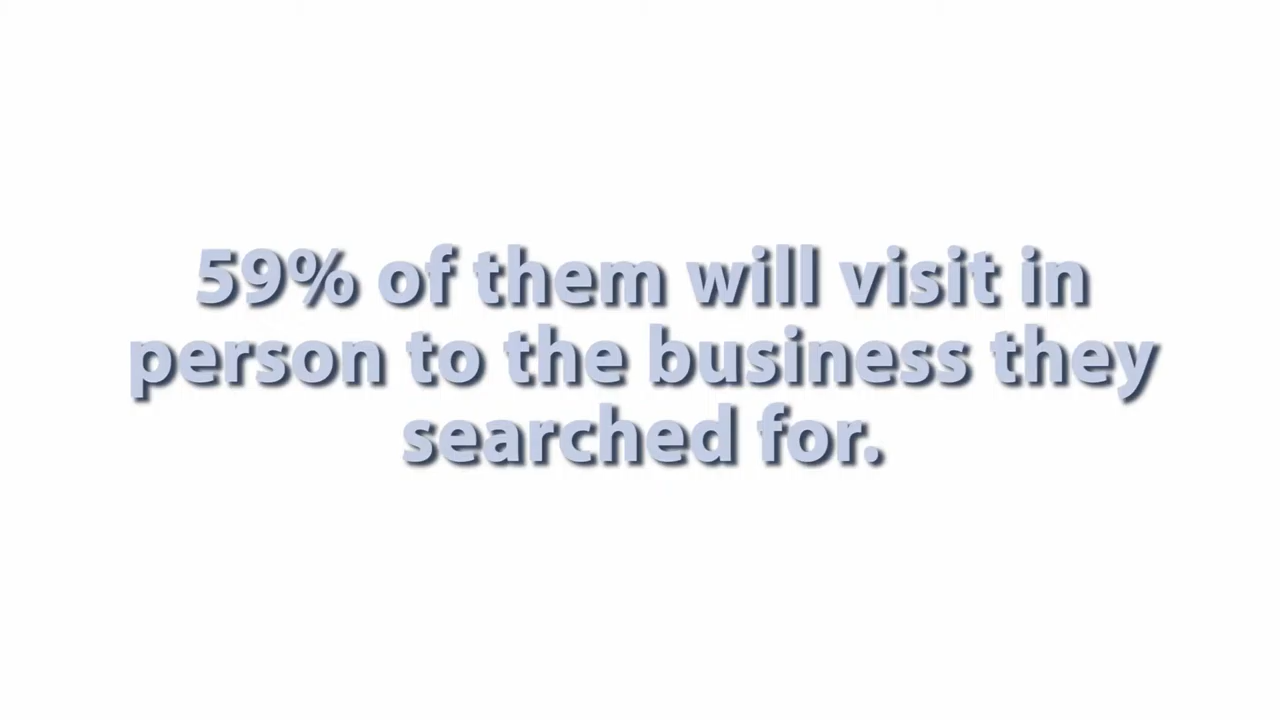 59% of them will visit in
person to the business they
searched for.